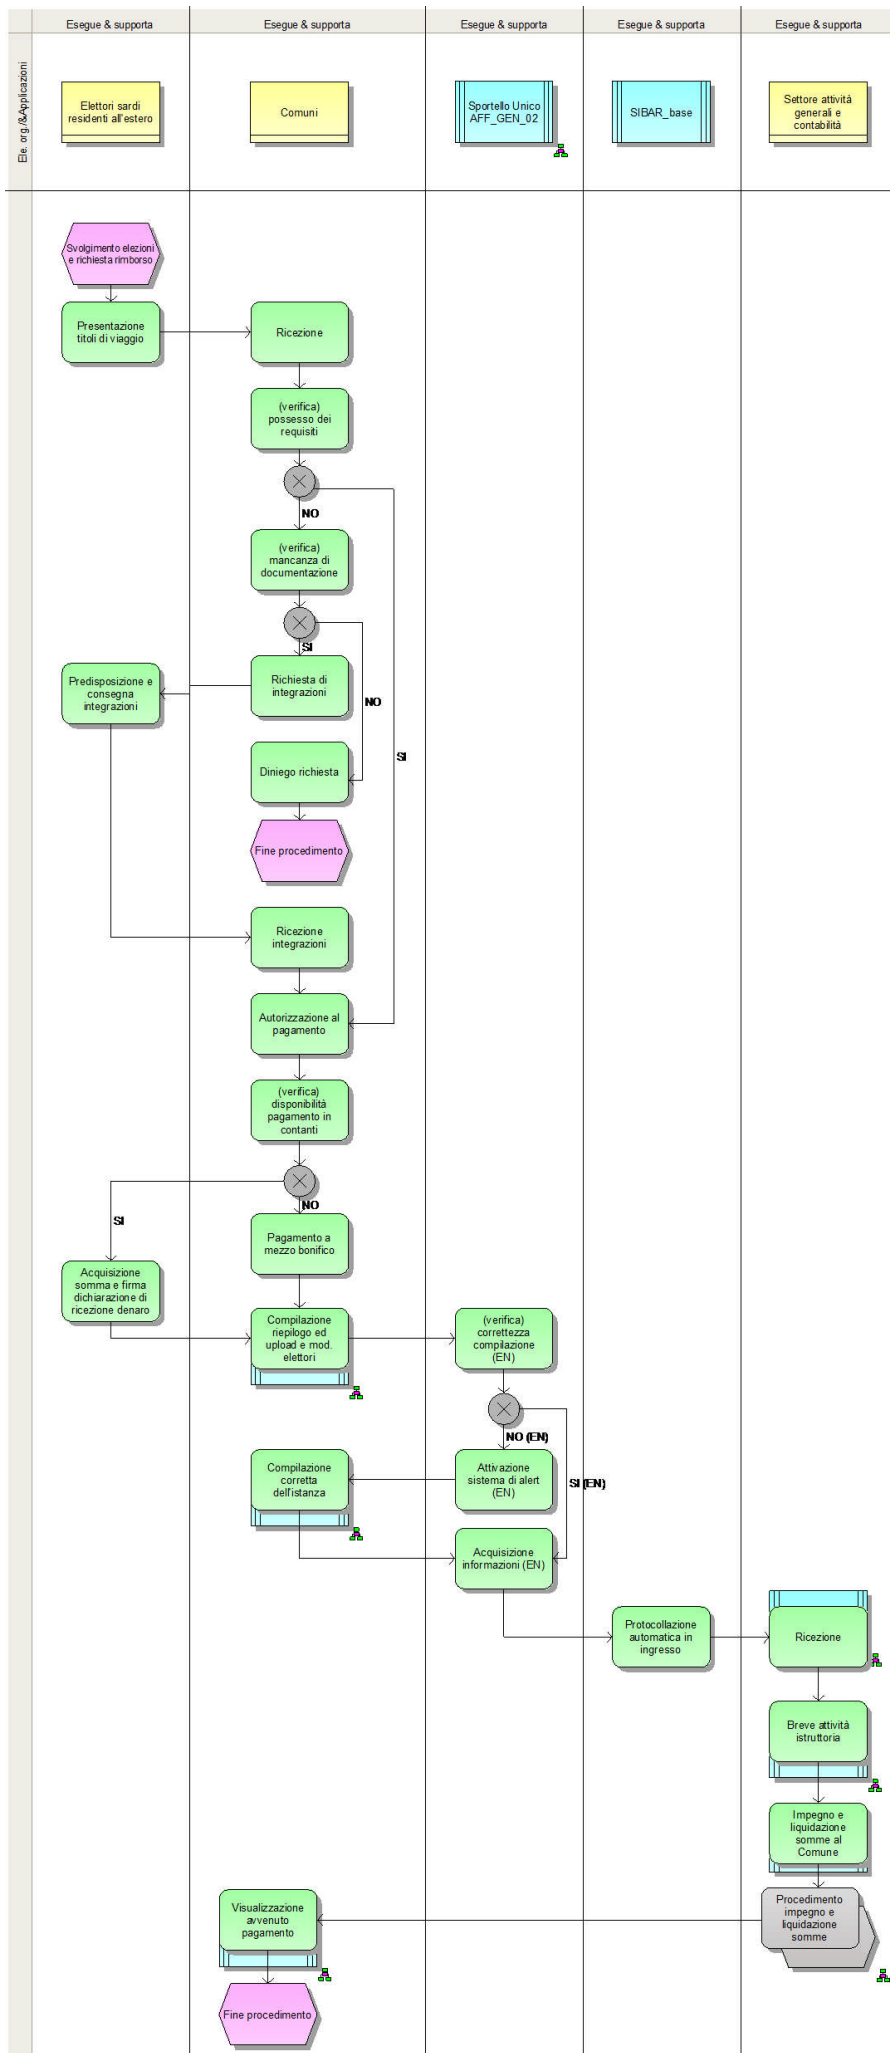 Esegue & supporta
Esegue & supporta
Esegue & supporta
Esegue & supporta
Esegue & supporta
Ele. org./&Applicazioni
Elettori sardi
residenti all'estero
Comuni
Sportello Unico
AFF_GEN_02
SIBAR_base
Settore attività
generali e
contabilità
Svolgimento elezioni
e richiesta rimborso
Presentazione
titoli di viaggio
Ricezione
(verifica)
possesso dei
requisiti
NO
(verifica)
mancanza di
documentazione
SI
Predisposizione e
consegna
integrazioni
Richiesta di
integrazioni
NO
SI
Diniego richiesta
Fine procedimento
Ricezione
integrazioni
Autorizzazione al
pagamento
(verifica)
disponibilità
pagamento in
contanti
NO
SI
Pagamento a
mezzo bonifico
Acquisizione
somma e firma
dichiarazione di
ricezione denaro
Compilazione
riepilogo ed
upload e mod.
elettori
(verifica)
correttezza
compilazione
(EN)
NO (EN)
Compilazione
corretta
dell'istanza
Attivazione
sistema di alert
(EN)
SI (EN)
Acquisizione
informazioni (EN)
Protocollazione
automatica in
ingresso
Ricezione
Breve attività
istruttoria
Impegno e
liquidazione
somme al
Comune
Visualizzazione
avvenuto
pagamento
Procedimento
impegno e
liquidazione
somme
Fine procedimento